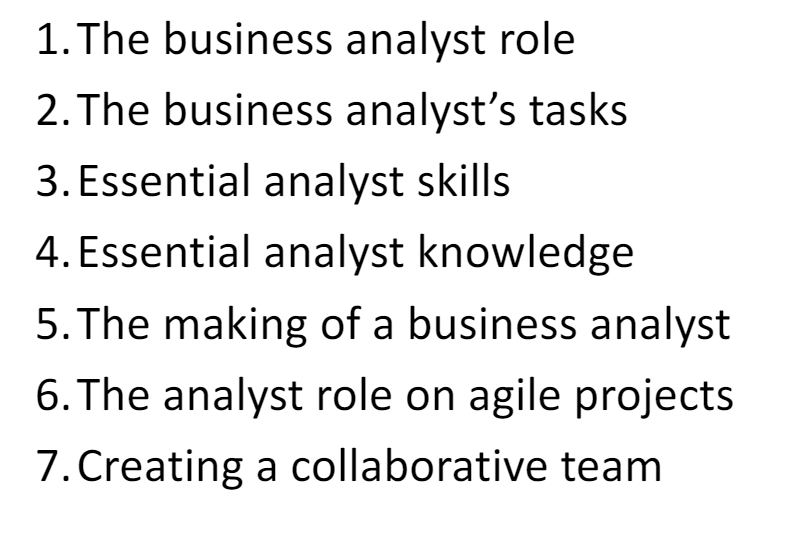 1. The business analyst role
2. The business analyst’s tasks
3. Essential analyst skills
4. Essential analyst knowledge
5. The making of a business analyst
6. The analyst role on agile projects
7. Creating a collaborative team